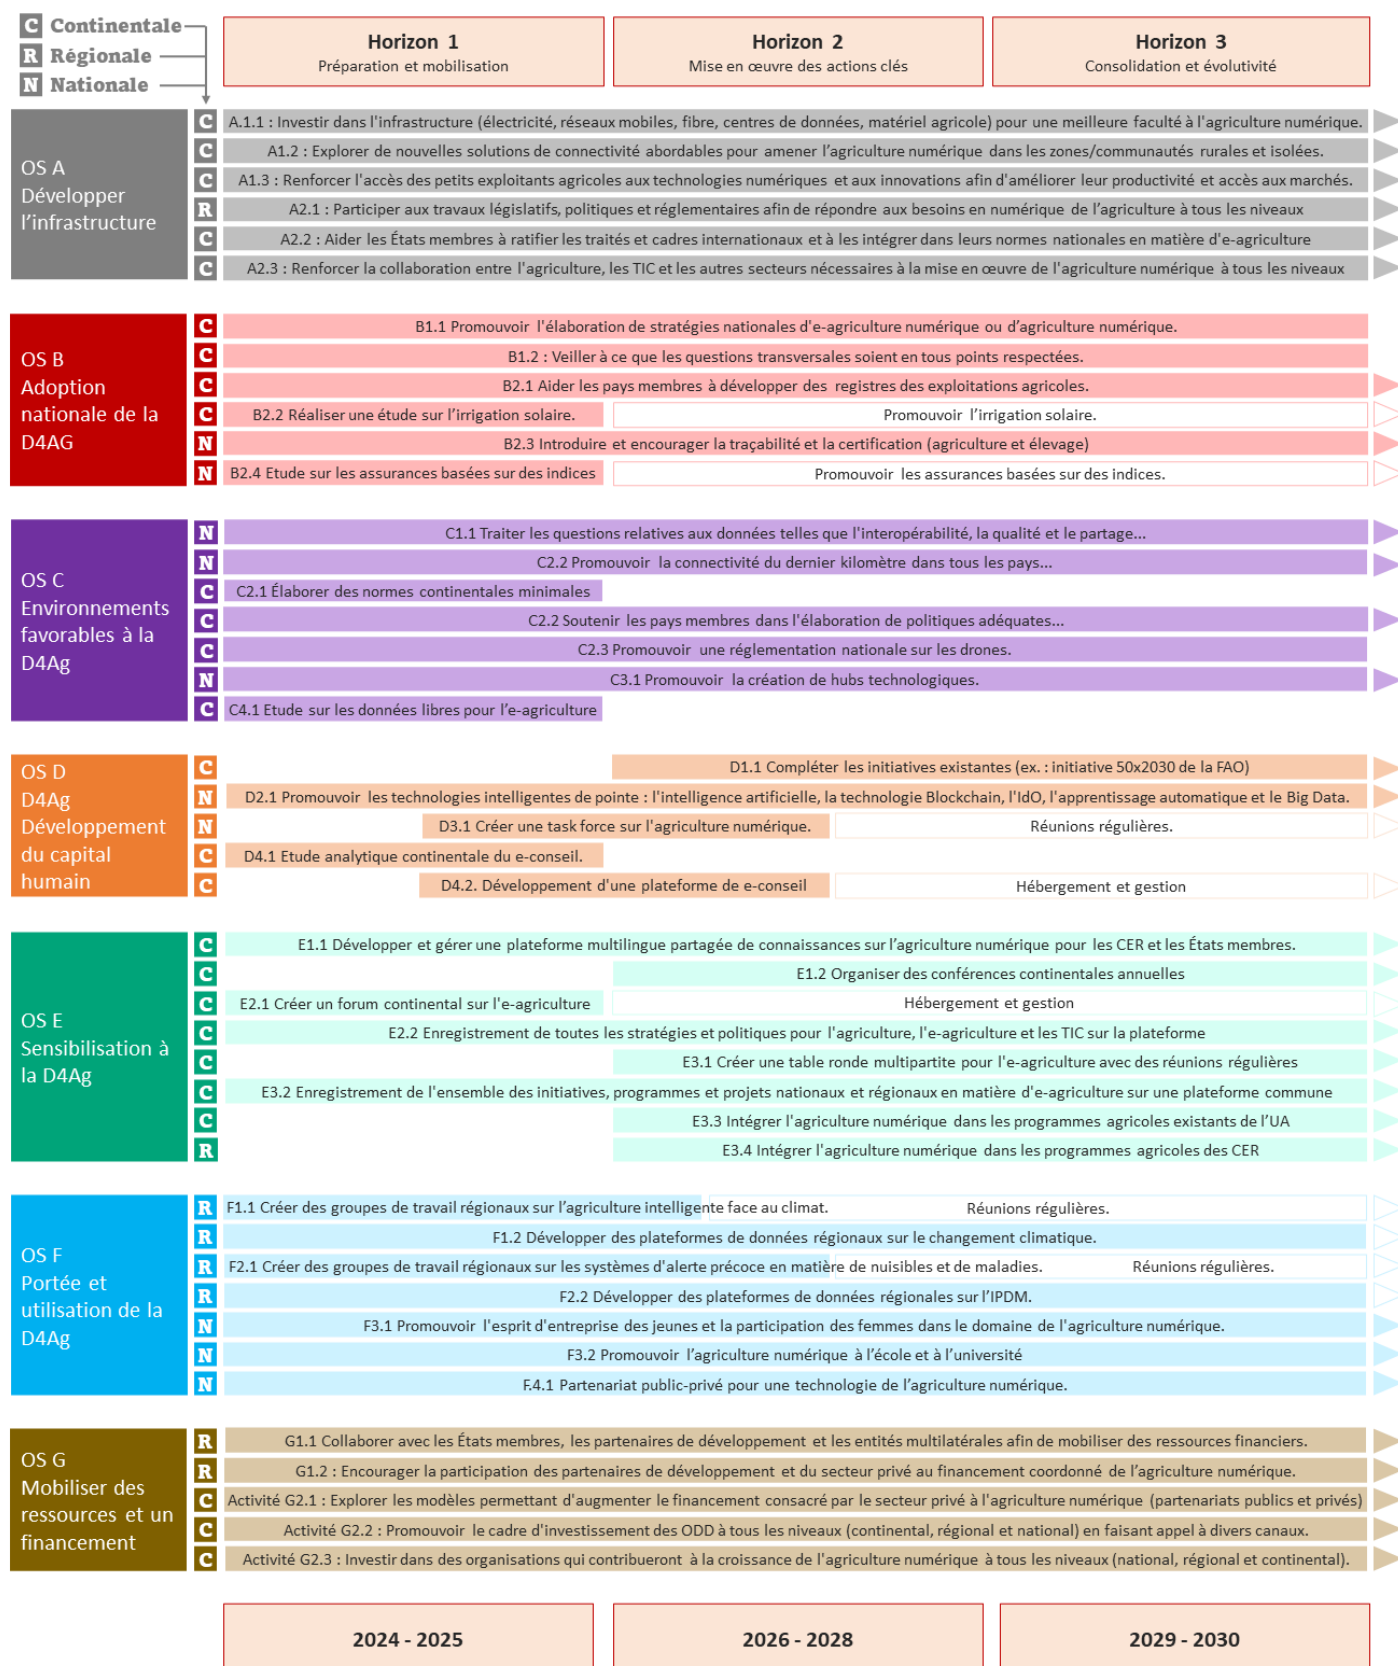 C Continentale
R Régionale
N Nationale
Horizon 1
Préparation et mobilisation
Horizon 2
Mise en œuvre des actions clés
Horizon 3
Consolidation et évolutivité
OS A
Développer
l’infrastructure
C A.1.1 : Investir dans l'infrastructure (électricité, réseaux mobiles, fibre, centres de données, matériel agricole) pour une meilleure faculté à l'agriculture numérique.
C A1.2 : Explorer de nouvelles solutions de connectivité abordables pour amener l’agriculture numérique dans les zones/communautés rurales et isolées.
C A1.3 : Renforcer l'accès des petits exploitants agricoles aux technologies numériques et aux innovations afin d'améliorer leur productivité et accès aux marchés.
R A2.1 : Participer aux travaux législatifs, politiques et réglementaires afin de répondre aux besoins en numérique de l’agriculture à tous les niveaux
C A2.2 : Aider les États membres à ratifier les traités et cadres internationaux et à les intégrer dans leurs normes nationales en matière d'e-agriculture
C A2.3 : Renforcer la collaboration entre l'agriculture, les TIC et les autres secteurs nécessaires à la mise en œuvre de l'agriculture numérique à tous les niveaux
OS B
Adoption
nationale de la
D4AG
C B1.1 Promouvoir l'élaboration de stratégies nationales d'e-agriculture numérique ou d’agriculture numérique.
C B1.2 : Veiller à ce que les questions transversales soient en tous points respectées.
C B2.1 Aider les pays membres à développer des registres des exploitations agricoles.
C B2.2 Réaliser une étude sur l’irrigation solaire. Promouvoir l’irrigation solaire.
N B2.3 Introduire et encourager la traçabilité et la certification (agriculture et élevage)
N B2.4 Etude sur les assurances basées sur des indices Promouvoir les assurances basées sur des indices.
OS C
Environnements
favorables à la
D4Ag
N C1.1 Traiter les questions relatives aux données telles que l'interopérabilité, la qualité et le partage...
N C2.2 Promouvoir la connectivité du dernier kilomètre dans tous les pays...
C C2.1 Élaborer des normes continentales minimales
C C2.2 Soutenir les pays membres dans l'élaboration de politiques adéquates...
C C2.3 Promouvoir une réglementation nationale sur les drones.
N C3.1 Promouvoir la création de hubs technologiques.
C C4.1 Etude sur les données libres pour l’e-agriculture
OS D
D4Ag
Développement
du capital
humain
C D1.1 Compléter les initiatives existantes (ex. : initiative 50x2030 de la FAO)
N D2.1 Promouvoir les technologies intelligentes de pointe : l'intelligence artificielle, la technologie Blockchain, l'IdO, l'apprentissage automatique et le Big Data.
N D3.1 Créer une task force sur l'agriculture numérique. Réunions régulières.
C D4.1 Etude analytique continentale du e-conseil.
C D4.2. Développement d'une plateforme de e-conseil Hébergement et gestion
OS E
Sensibilisation à
la D4Ag
C E1.1 Développer et gérer une plateforme multilingue partagée de connaissances sur l’agriculture numérique pour les CER et les États membres.
C E1.2 Organiser des conférences continentales annuelles
C E2.1 Créer un forum continental sur l'e-agriculture Hébergement et gestion
C E2.2 Enregistrement de toutes les stratégies et politiques pour l'agriculture, l'e-agriculture et les TIC sur la plateforme
C E3.1 Créer une table ronde multipartite pour l'e-agriculture avec des réunions régulières
C E3.2 Enregistrement de l'ensemble des initiatives, programmes et projets nationaux et régionaux en matière d'e-agriculture sur une plateforme commune
C E3.3 Intégrer l'agriculture numérique dans les programmes agricoles existants de l’UA
R E3.4 Intégrer l'agriculture numérique dans les programmes agricoles des CER
OS F
Portée et
utilisation de la
D4Ag
R F1.1 Créer des groupes de travail régionaux sur l’agriculture intelligente face au climat. Réunions régulières.
R F1.2 Développer des plateformes de données régionaux sur le changement climatique.
R F2.1 Créer des groupes de travail régionaux sur les systèmes d'alerte précoce en matière de nuisibles et de maladies. Réunions régulières.
R F2.2 Développer des plateformes de données régionales sur l’IPDM.
N F3.1 Promouvoir l'esprit d'entreprise des jeunes et la participation des femmes dans le domaine de l'agriculture numérique.
N F3.2 Promouvoir l’agriculture numérique à l’école et à l’université
N F.4.1 Partenariat public-privé pour une technologie de l’agriculture numérique.
OS G
Mobiliser des
ressources et un
financement
R G1.1 Collaborer avec les États membres, les partenaires de développement et les entités multilatérales afin de mobiliser des ressources financiers.
R G1.2 : Encourager la participation des partenaires de développement et du secteur privé au financement coordonné de l’agriculture numérique.
C Activité G2.1 : Explorer les modèles permettant d'augmenter le financement consacré par le secteur privé à l'agriculture numérique (partenariats publics et privés)
C Activité G2.2 : Promouvoir le cadre d'investissement des ODD à tous les niveaux (continental, régional et national) en faisant appel à divers canaux.
C Activité G2.3 : Investir dans des organisations qui contribueront à la croissance de l'agriculture numérique à tous les niveaux (national, régional et continental).
2024 - 2025
2026 - 2028
2029 - 2030